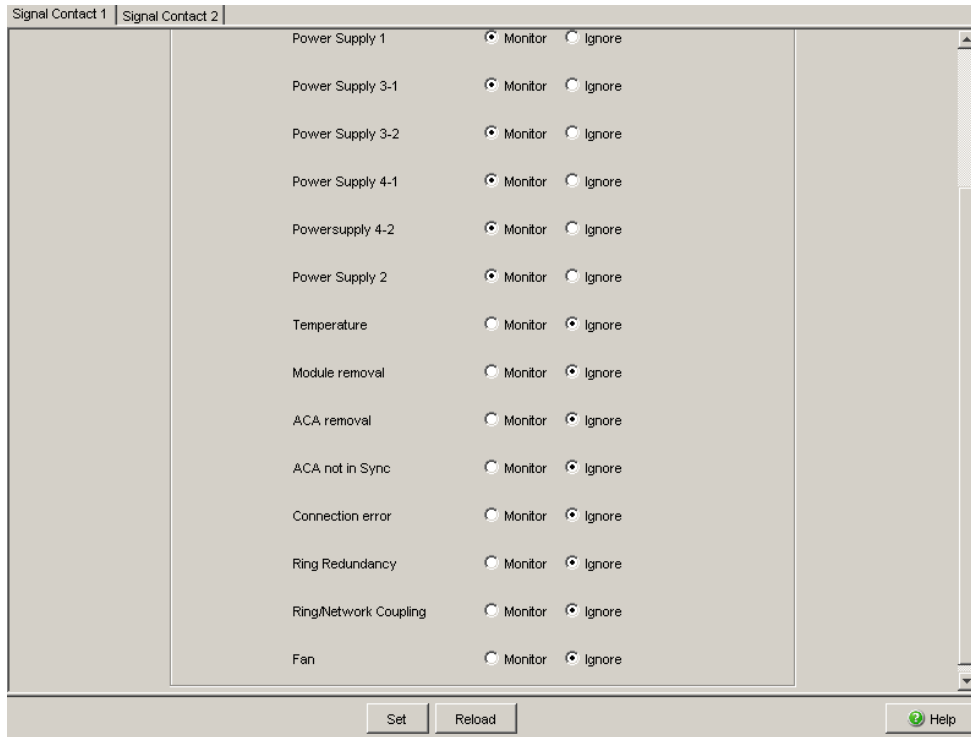 Signal Contact 1 Signal Contact 2
Power Supply 1 Monitor Ignore
Power Supply 3-1 Monitor Ignore
Power Supply 3-2 Monitor Ignore
Power Supply 4-1 Monitor Ignore
Powersupply 4-2 Monitor Ignore
Power Supply 2 Monitor Ignore
Temperature Monitor Ignore
Module removal Monitor Ignore
ACA removal Monitor Ignore
ACA not in Sync Monitor Ignore
Connection error Monitor Ignore
Ring Redundancy Monitor Ignore
Ring/Network Coupling Monitor Ignore
Fan Monitor Ignore
Set Reload Help